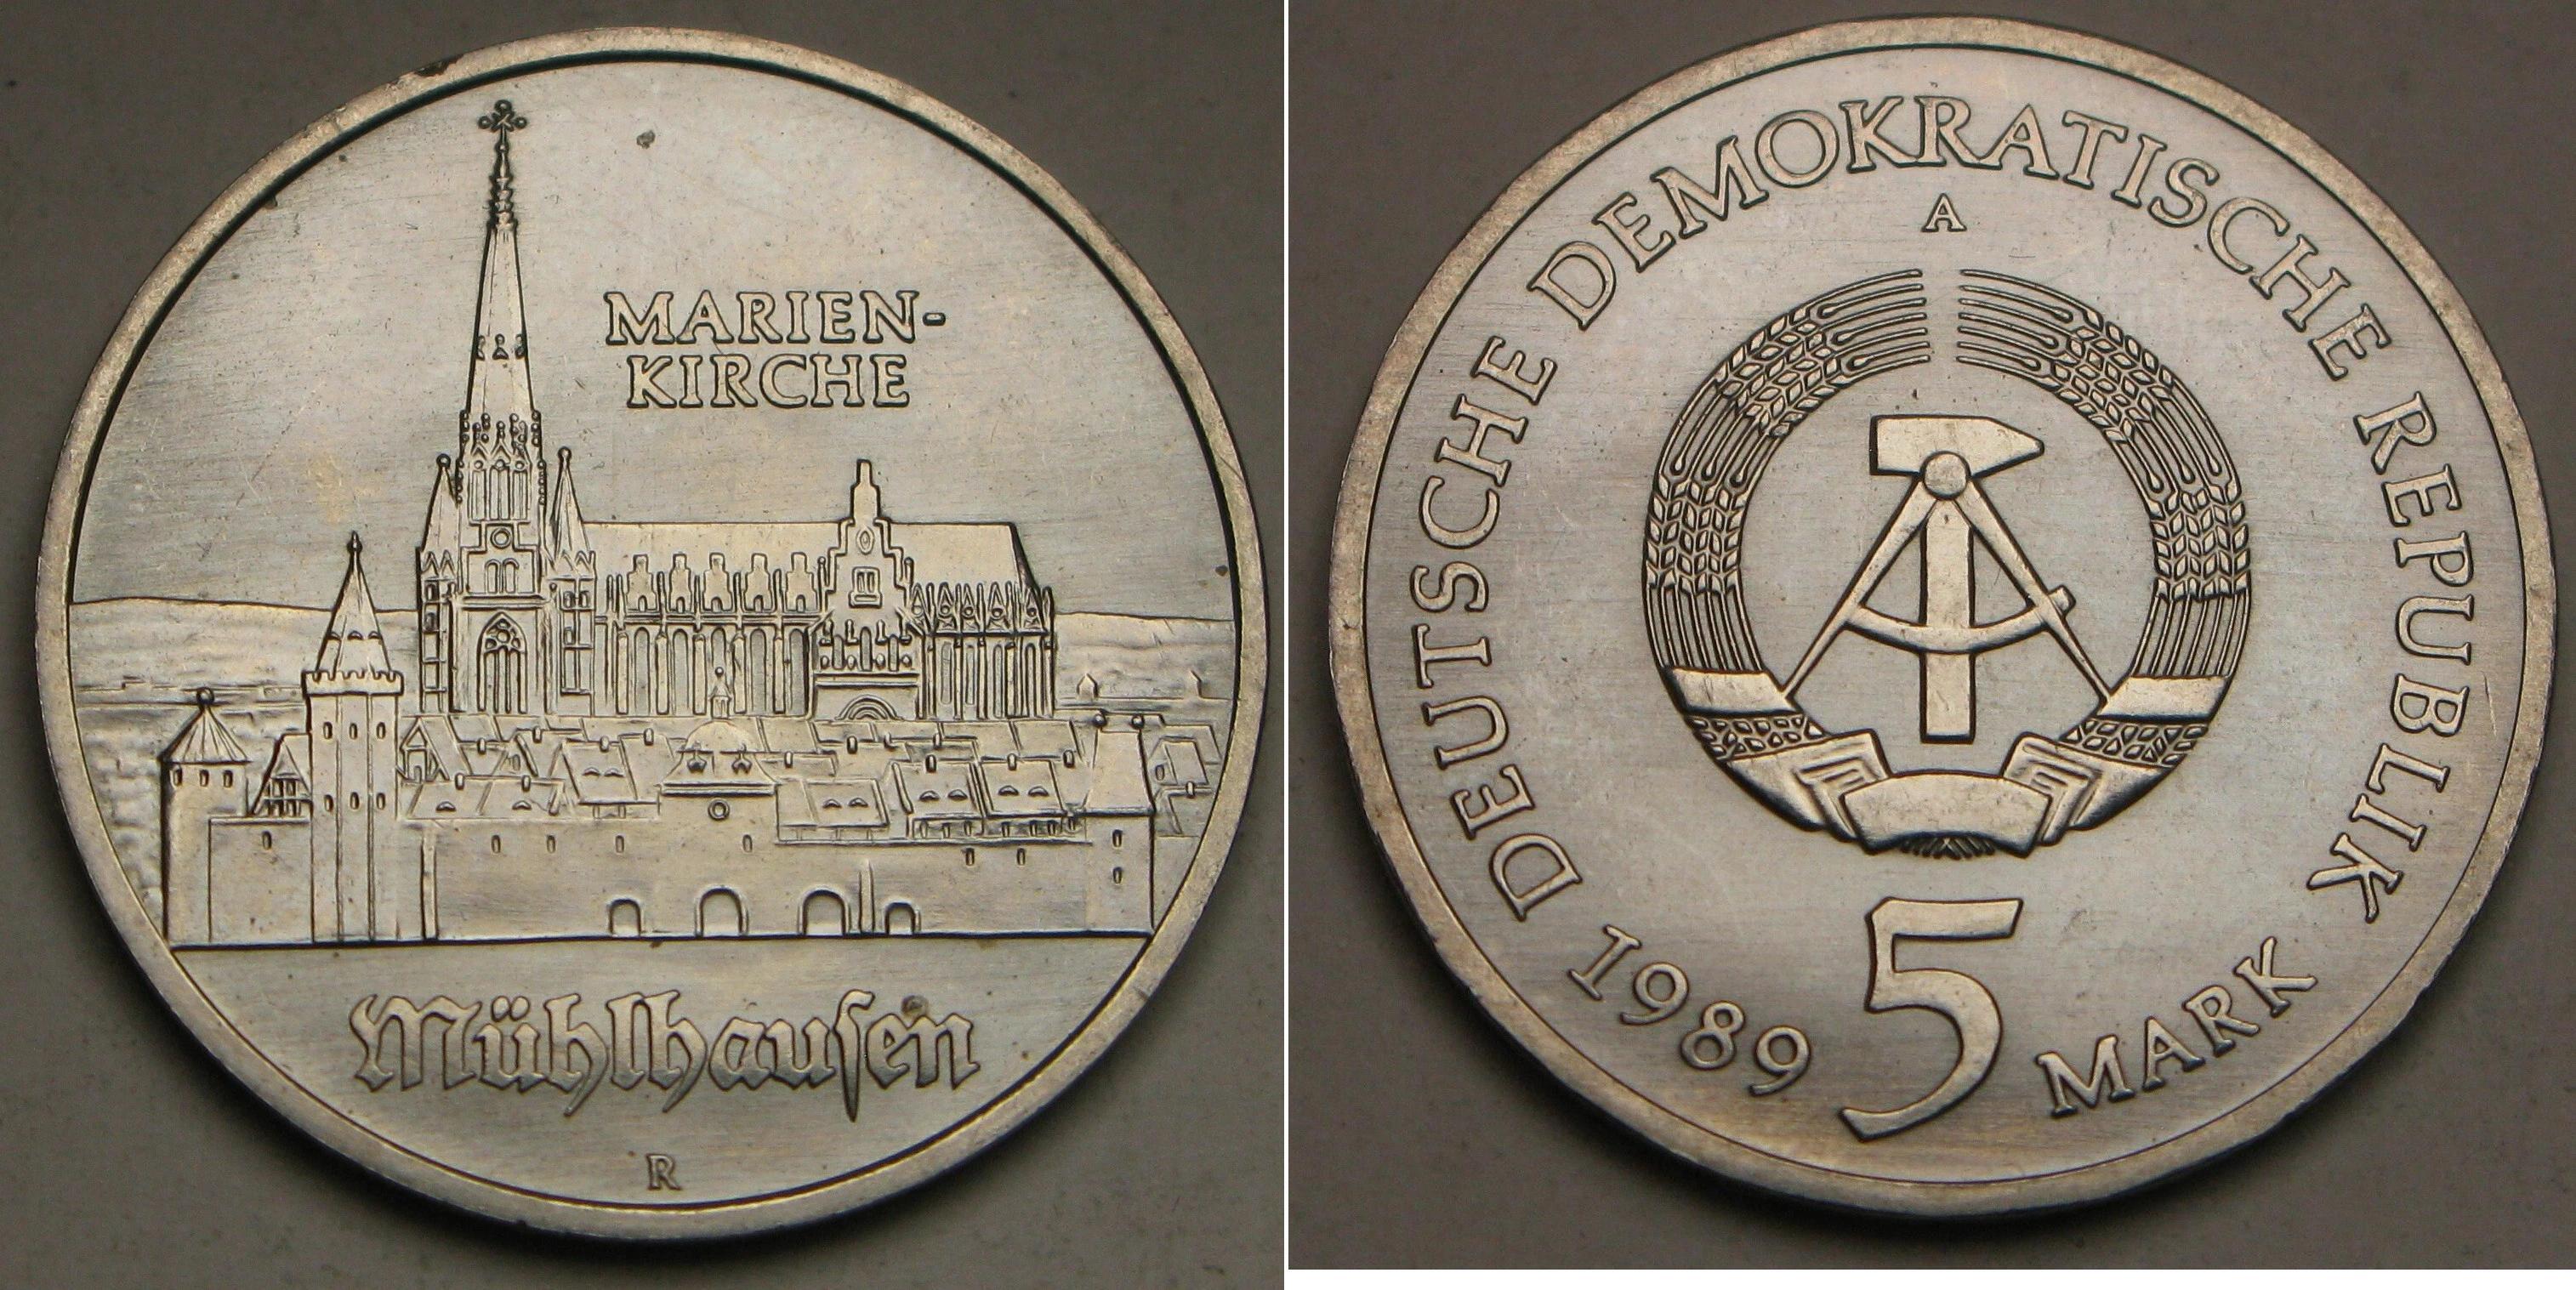 MARIEN-
KIRCHE
Mühlhausen
R
DEUTSCHE DEMOKRATISCHE REPUBLIK
A
1989 5 MARK